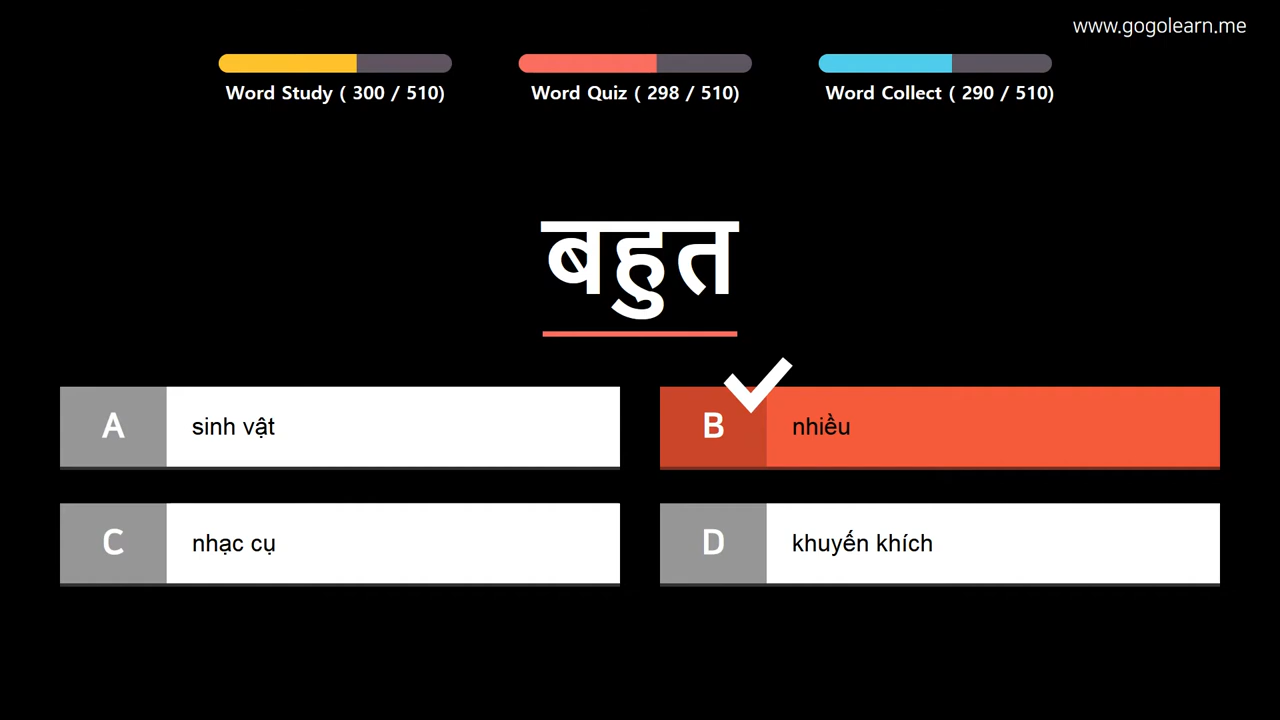 www.gogolearn.me
Word Study ( 300 / 510)
Word Quiz ( 298 / 510)
Word Collect ( 290 / 510)
बहुत
A
sinh vật
B
nhiều
C
nhạc cụ
D
khuyến khích